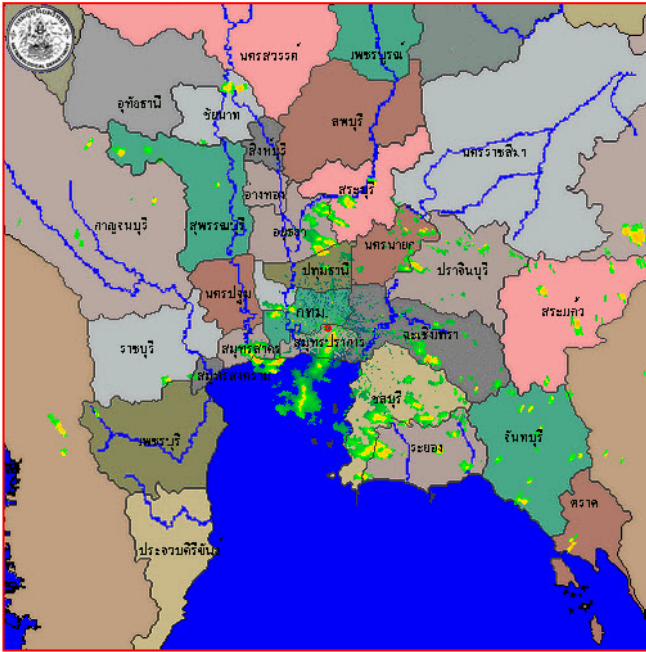 นครสวรรค์
เพชรบูรณ์
อุทัยธานี
ชัยนาท
ลพบุรี
สิงห์บุรี
นครราชสีมา
อ่างทอง
สระบุรี
กาญจนบุรี
สุพรรณบุรี
อยุธยา
นครนายก
ปราจีนบุรี
ปทุมธานี
นครปฐม
กทม.
สระแก้ว
ฉะเชิงเทรา
ราชบุรี
สมุทรสาคร
สมุทรปราการ
สมุทรสงคราม
ชลบุรี
เพชรบุรี
ระยอง
จันทบุรี
ตราด
ประจวบคีรีขันธ์